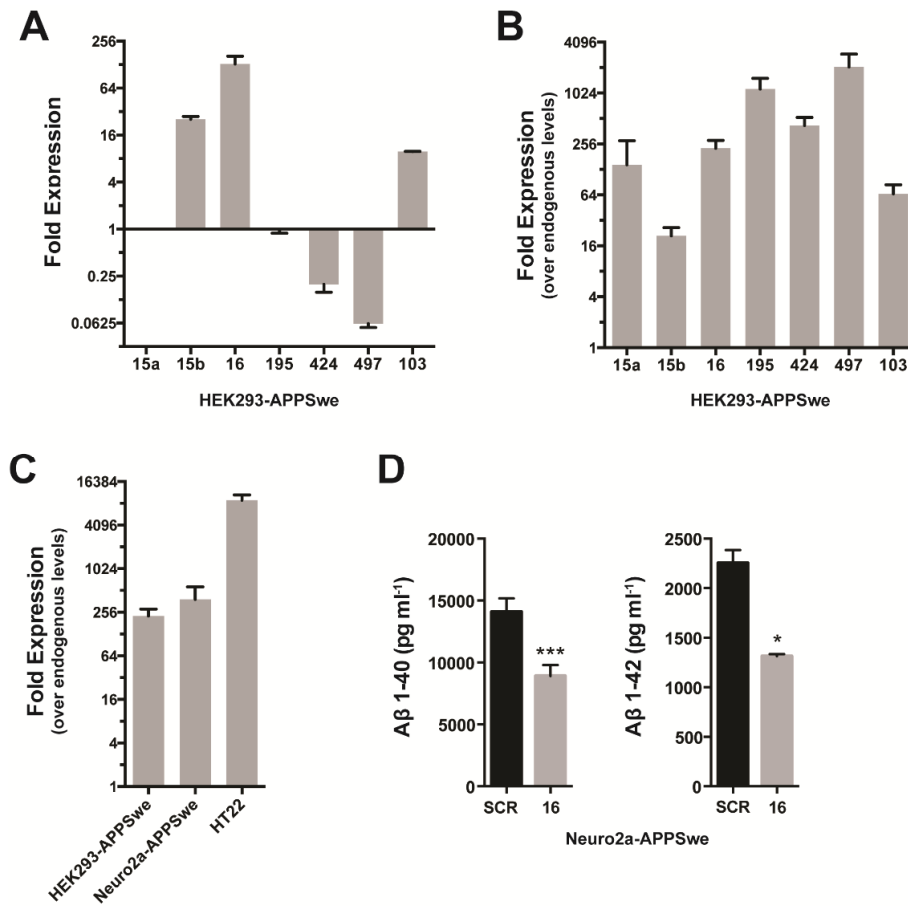 A
Fold Expression
256
64
16
4
1
0.25
0.0625
15a 15b 16 195 424 497 103
HEK293-APPSwe
B
Fold Expression
(over endogenous levels)
4096
1024
256
64
16
4
1
15a 15b 16 195 424 497 103
HEK293-APPSwe
C
Fold Expression
(over endogenous levels)
16384
4096
1024
256
64
16
4
1
HEK293-APPSwe
Neuro2a-APPSwe
HT22
D
Aβ 1-40 (pg ml⁻¹)
20000
15000
10000
5000
0
***
SCR 16
Aβ 1-42 (pg ml⁻¹)
2500
2000
1500
1000
500
0
*
SCR 16
Neuro2a-APPSwe